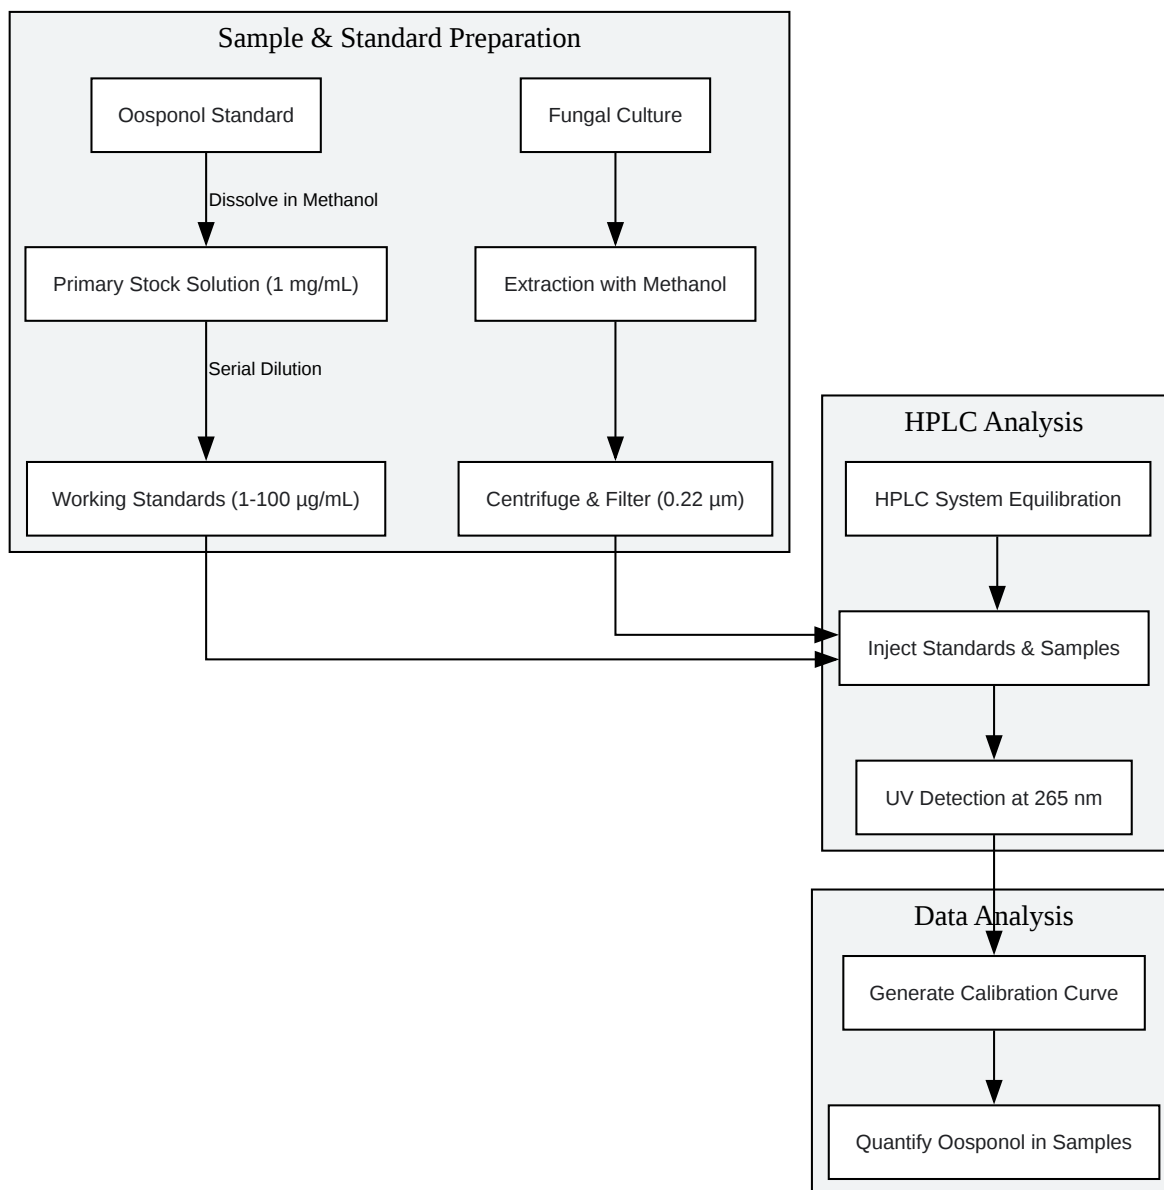 Sample & Standard Preparation
Oosponol Standard
Fungal Culture
Dissolve in Methanol
Primary Stock Solution (1 mg/mL)
Extraction with Methanol
Serial Dilution
Working Standards (1-100 µg/mL)
Centrifuge & Filter (0.22 µm)
HPLC Analysis
HPLC System Equilibration
Inject Standards & Samples
UV Detection at 265 nm
Data Analysis
Generate Calibration Curve
Quantify Oosponol in Samples